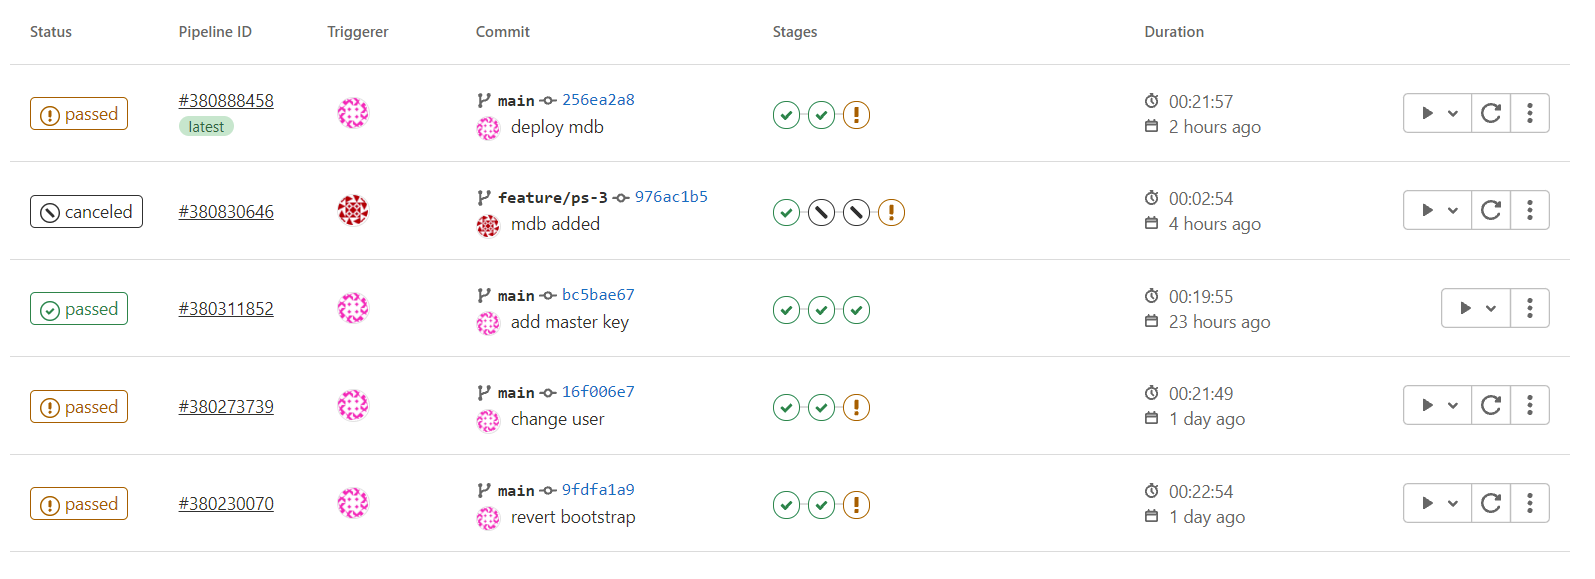 Status Pipeline ID Triggerer Commit Stages Duration
passed #380888458 latest main 256ea2a8 deploy mdb 00:21:57 2 hours ago
canceled #380830646 feature/ps-3 976ac1b5 mdb added 00:02:54 4 hours ago
passed #380311852 main bc5bae67 add master key 00:19:55 23 hours ago
passed #380273739 main 16f006e7 change user 00:21:49 1 day ago
passed #380230070 main 9fdfa1a9 revert bootstrap 00:22:54 1 day ago